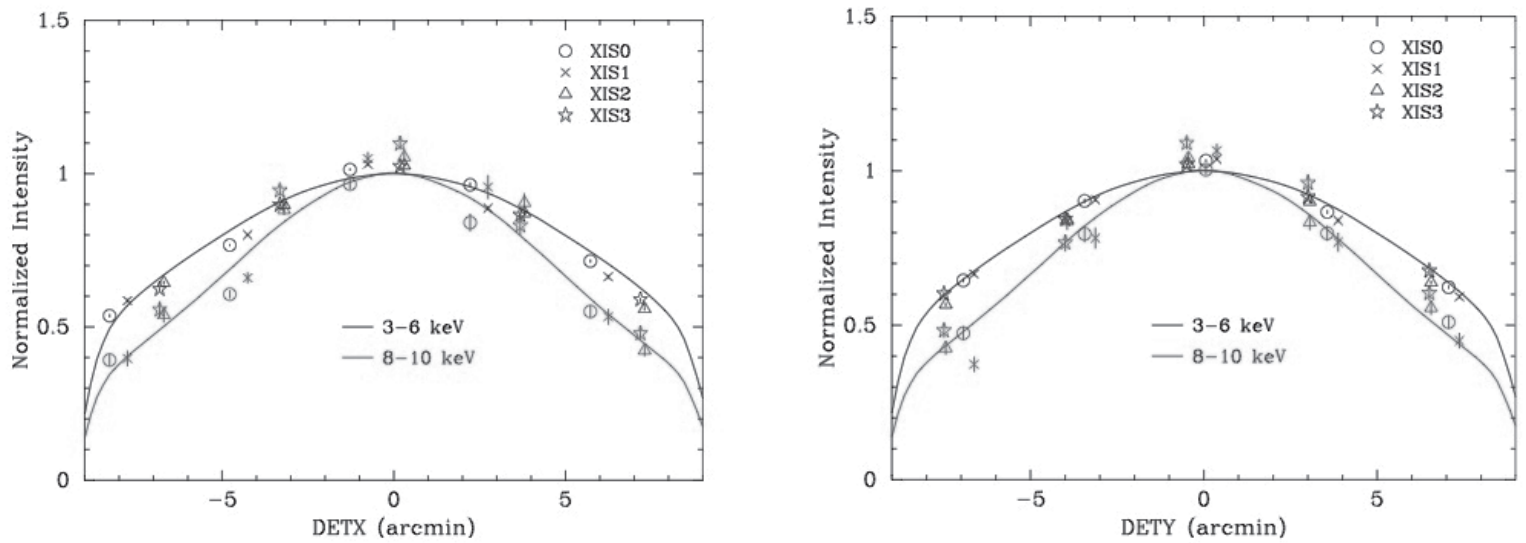 1.5
XIS0
XIS1
XIS2
XIS3
1
Normalized Intensity
0.5
3−6 keV
8−10 keV
0
−5
0
5
DETX (arcmin)
1.5
XIS0
XIS1
XIS2
XIS3
1
Normalized Intensity
0.5
3−6 keV
8−10 keV
0
−5
0
5
DETY (arcmin)